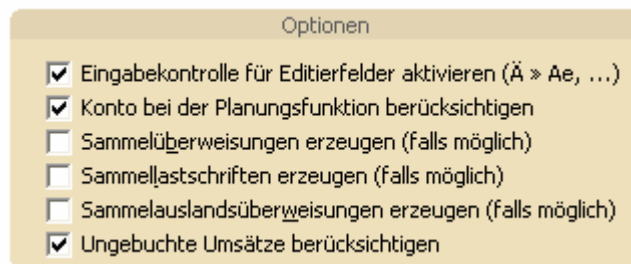 Optionen
Eingabekontrolle für Editierfelder aktivieren (Ä » Ae, ...)
Konto bei der Planungsfunktion berücksichtigen
Sammelüberweisungen erzeugen (falls möglich)
Sammellastschriften erzeugen (falls möglich)
Sammelauslandsüberweisungen erzeugen (falls möglich)
Ungebuchte Umsätze berücksichtigen